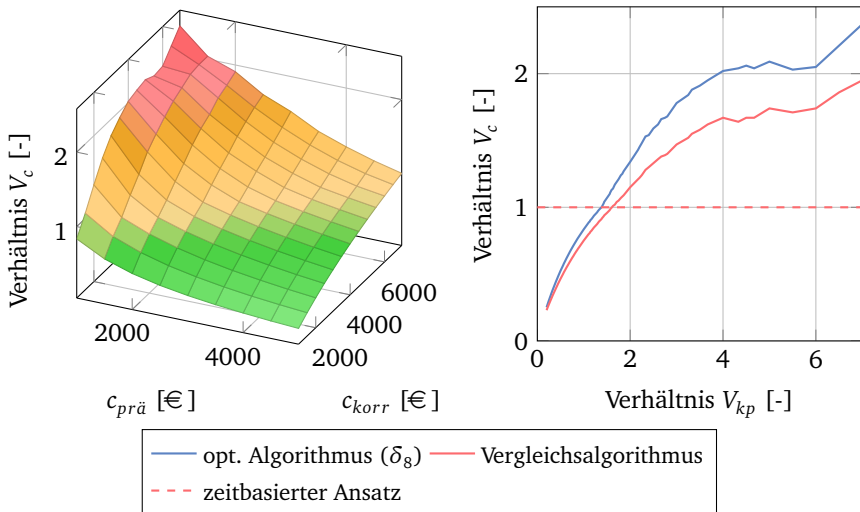 Verhältnis V_c [-]
2
1
2000
4000
c_prä [€]
2000
4000
6000
c_korr [€]
Verhältnis V_c [-]
2
1
0
0
2
4
6
Verhältnis V_kp [-]
opt. Algorithmus (δ_8)
Vergleichsalgorithmus
zeitbasierter Ansatz